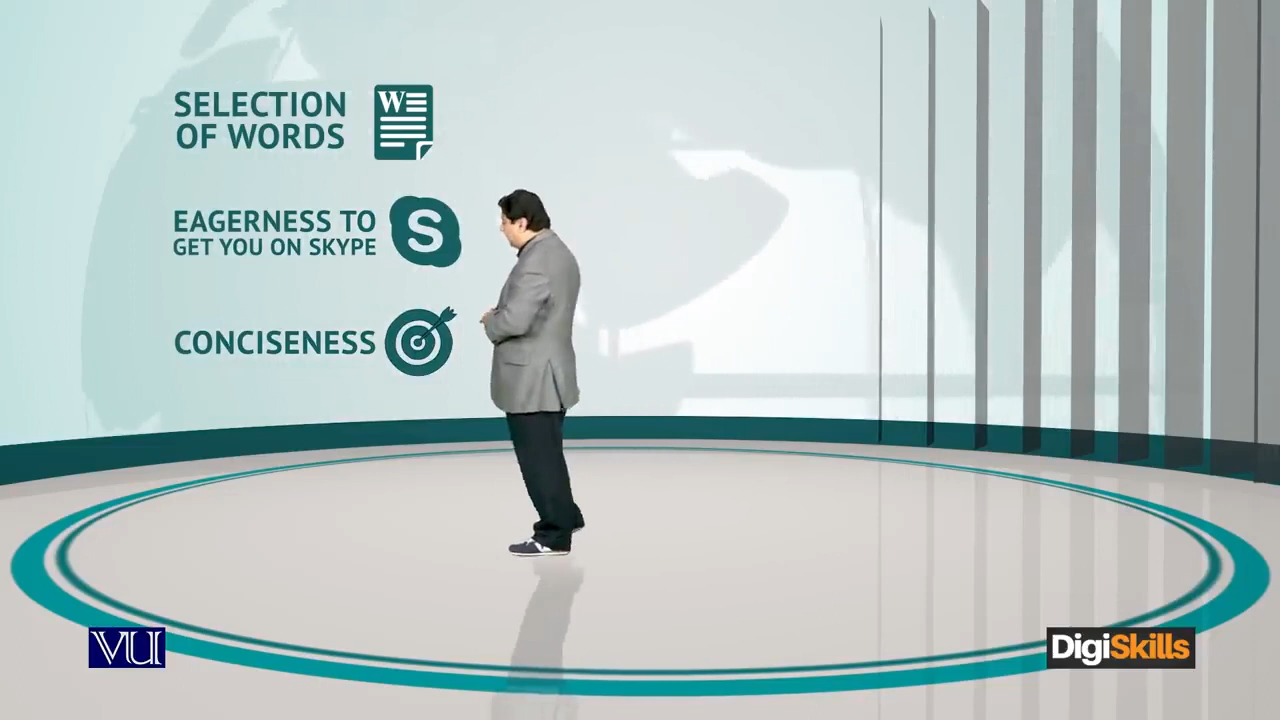 SELECTION
OF WORDS
W
EAGERNESS TO
GET YOU ON SKYPE
S
CONCISENESS
VU
DigiSkills